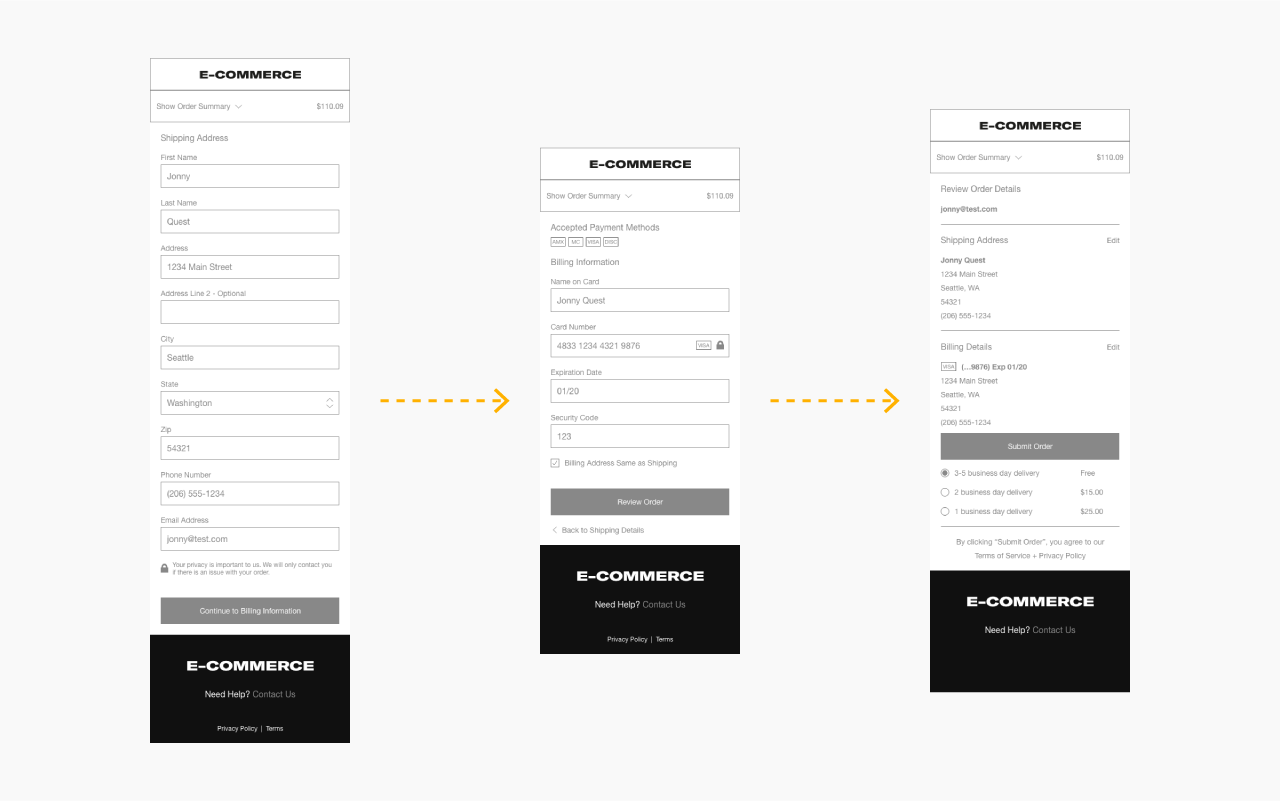 E-COMMERCE
Show Order Summary $110.09
Shipping Address
First Name
Jonny
Last Name
Quest
Address
1234 Main Street
Address Line 2 - Optional
City
Seattle
State
Washington
Zip
54321
Phone Number
(206) 555-1234
Email Address
jonny@test.com
Your privacy is important to us. We will only contact you
if there is an issue with your order.
Continue to Billing Information
E-COMMERCE
Need Help? Contact Us
Privacy Policy | Terms
E-COMMERCE
Show Order Summary $110.09
Accepted Payment Methods
AMX MC VISA DISC
Billing Information
Name on Card
Jonny Quest
Card Number
4833 1234 4321 9876 VISA
Expiration Date
01/20
Security Code
123
Billing Address Same as Shipping
Review Order
Back to Shipping Details
E-COMMERCE
Need Help? Contact Us
Privacy Policy | Terms
E-COMMERCE
Show Order Summary $110.09
Review Order Details
jonny@test.com
Shipping Address Edit
Jonny Quest
1234 Main Street
Seattle, WA
54321
(206) 555-1234
Billing Details Edit
VISA (...9876) Exp 01/20
1234 Main Street
Seattle, WA
54321
(206) 555-1234
Submit Order
3-5 business day delivery Free
2 business day delivery $15.00
1 business day delivery $25.00
By clicking “Submit Order”, you agree to our
Terms of Service + Privacy Policy
E-COMMERCE
Need Help? Contact Us